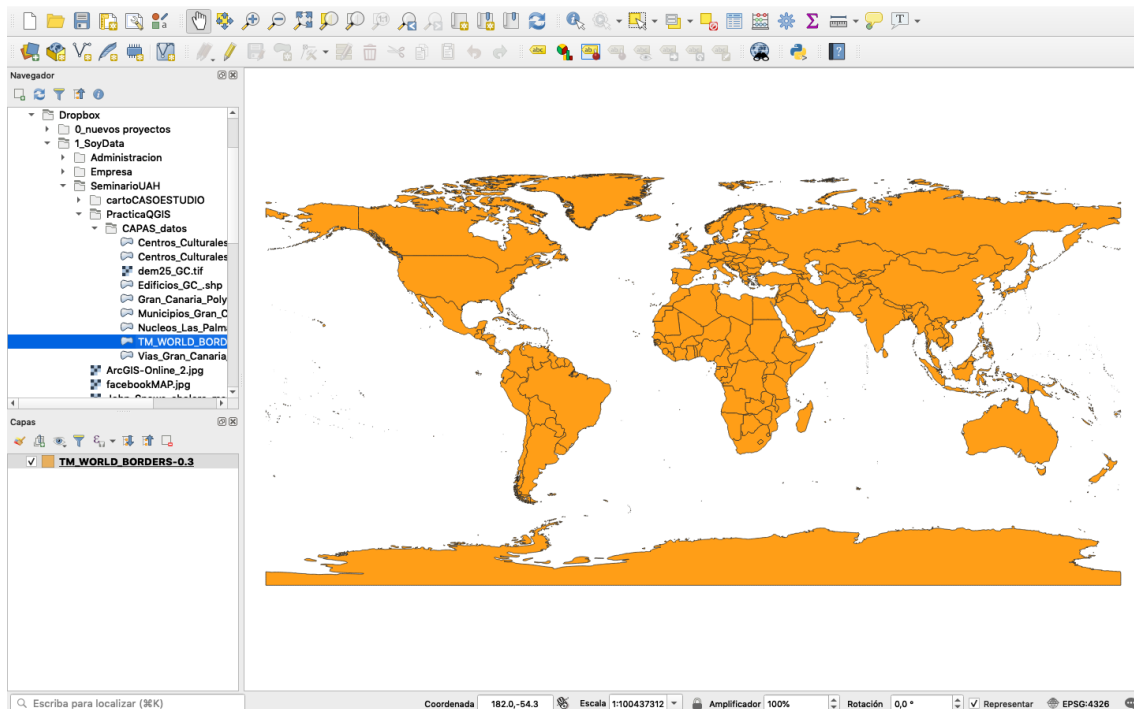 Navegador
Dropbox
0_nuevos proyectos
1_SoyData
Administracion
Empresa
SeminarioUAH
cartoCASOESTUDIO
PracticaQGIS
CAPAS_datos
Centros_Culturales
Centros_Culturales
dem25_GC.tif
Edificios_GC_.shp
Gran_Canaria_Poly
Municipios_Gran_C
Nucleos_Las_Palm
TM_WORLD_BORD
Vias_Gran_Canaria
ArcGIS-Online_2.jpg
facebookMAP.jpg
Capas
TM_WORLD_BORDERS-0.3
Escriba para localizar (⌘K)
Coordenada 182.0,-54.3 Escala 1:100437312 Amplificador 100% Rotación 0,0 ° Representar EPSG:4326